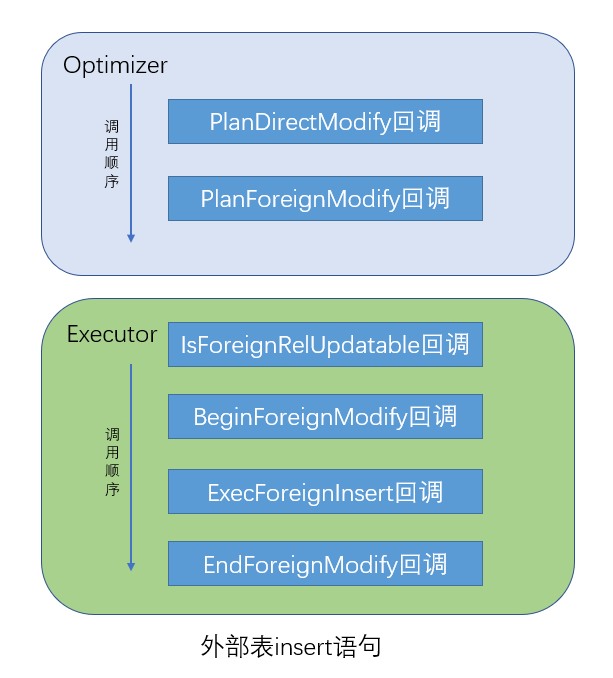 Optimizer
调用顺序
PlanDirectModify回调
PlanForeignModify回调
Executor
调用顺序
IsForeignRelUpdatable回调
BeginForeignModify回调
ExecForeignInsert回调
EndForeignModify回调
外部表insert语句